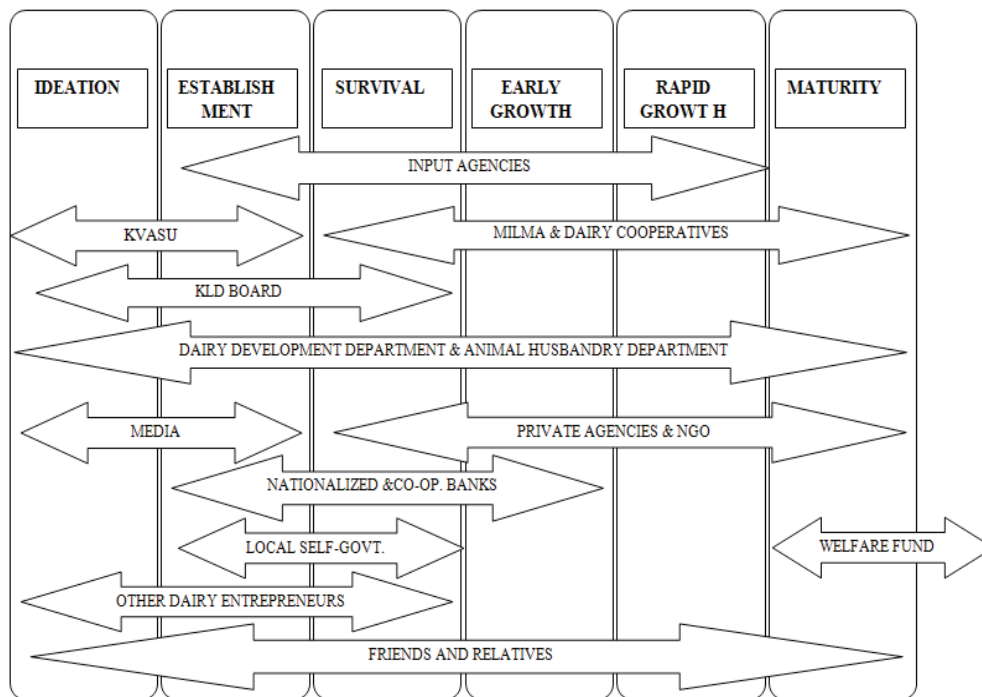 IDEATION
ESTABLISH
MENT
SURVIVAL
EARLY
GROWTH
RAPID
GROWT H
MATURITY
INPUT AGENCIES
KVASU
MILMA & DAIRY COOPERATIVES
KLD BOARD
DAIRY DEVELOPMENT DEPARTMENT & ANIMAL HUSBANDRY DEPARTMENT
MEDIA
PRIVATE AGENCIES & NGO
NATIONALIZED &CO-OP. BANKS
LOCAL SELF-GOVT.
WELFARE FUND
OTHER DAIRY ENTREPRENEURS
FRIENDS AND RELATIVES